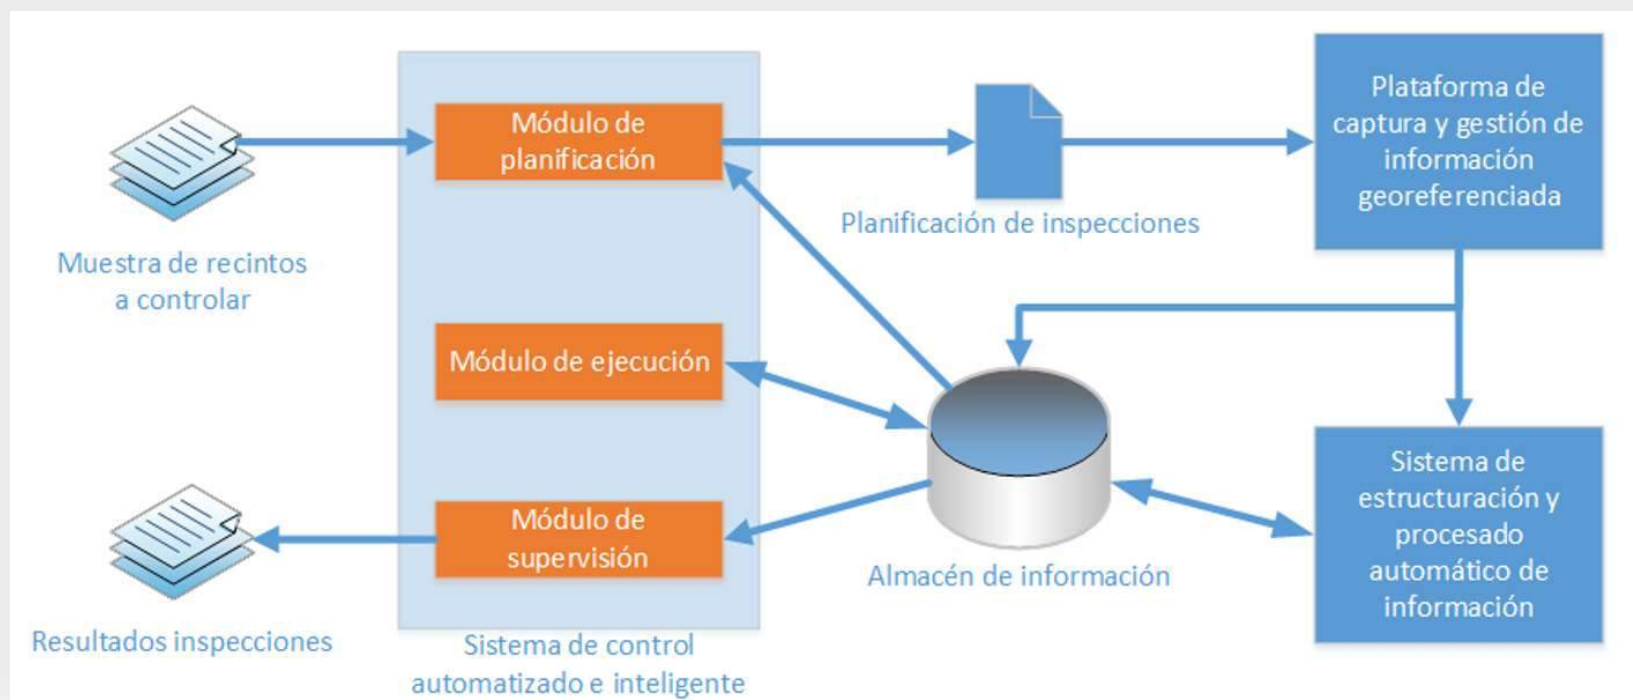 Módulo de
planificación
Plataforma de
captura y gestión de
información
georeferenciada
Muestra de recintos
a controlar
Planificación de inspecciones
Módulo de ejecución
Módulo de
supervisión
Almacén de información
Sistema de
estructuración y
procesado
automático de
información
Resultados inspecciones
Sistema de control
automatizado e inteligente